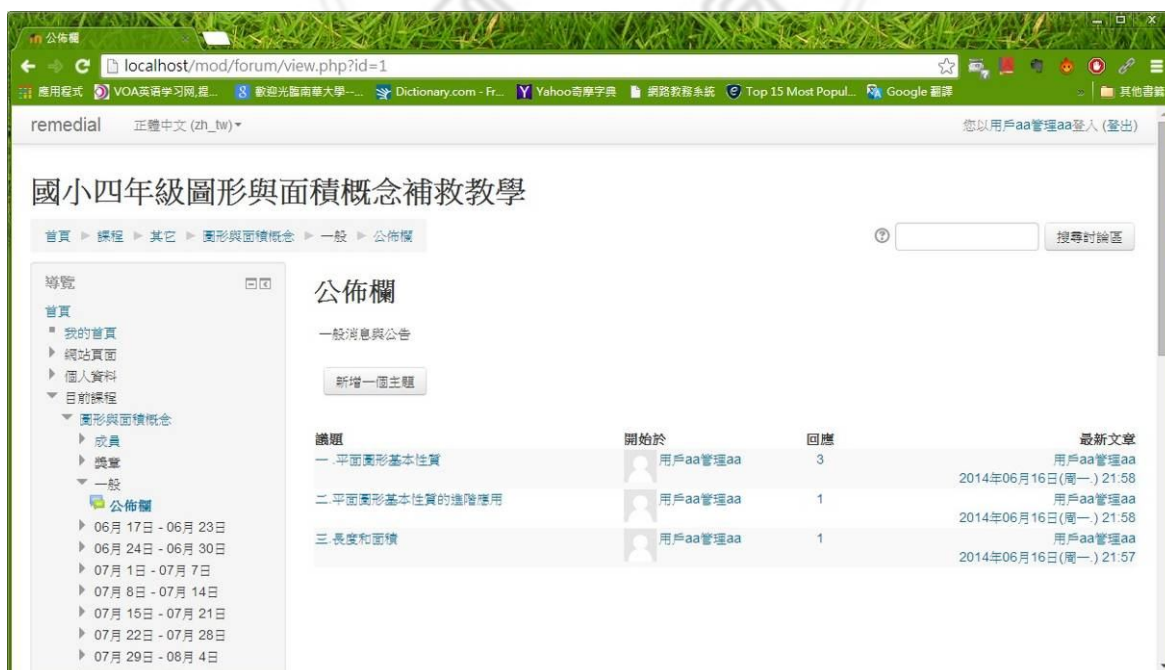 公佈欄
localhost/mod/forum/view.php?id=1
應用程式 VOA英语学习网,提... 歡迎光臨南華大學--... Dictionary.com - Fr... Yahoo奇摩字典 網路教務系統 Top 15 Most Popul... Google 翻譯 其他書籤
remedial 正體中文 (zh_tw) 您以用戶aa管理aa登入 (登出)
國小四年級圖形與面積概念補救教學
首頁 ▶ 課程 ▶ 其它 ▶ 圖形與面積概念 ▶ 一般 ▶ 公佈欄
搜尋討論區
導覽
首頁
我的首頁
網站頁面
個人資料
目前課程
圖形與面積概念
成員
獎章
一般
公佈欄
06月 17日 - 06月 23日
06月 24日 - 06月 30日
07月 1日 - 07月 7日
07月 8日 - 07月 14日
07月 15日 - 07月 21日
07月 22日 - 07月 28日
07月 29日 - 08月 4日
公佈欄
一般消息與公告
新增一個主題
議題 開始於 回應 最新文章
一.平面圖形基本性質 用戶aa管理aa 3 用戶aa管理aa
2014年06月16日(周一.) 21:58
二.平面圖形基本性質的進階應用 用戶aa管理aa 1 用戶aa管理aa
2014年06月16日(周一.) 21:58
三.長度和面積 用戶aa管理aa 1 用戶aa管理aa
2014年06月16日(周一.) 21:57